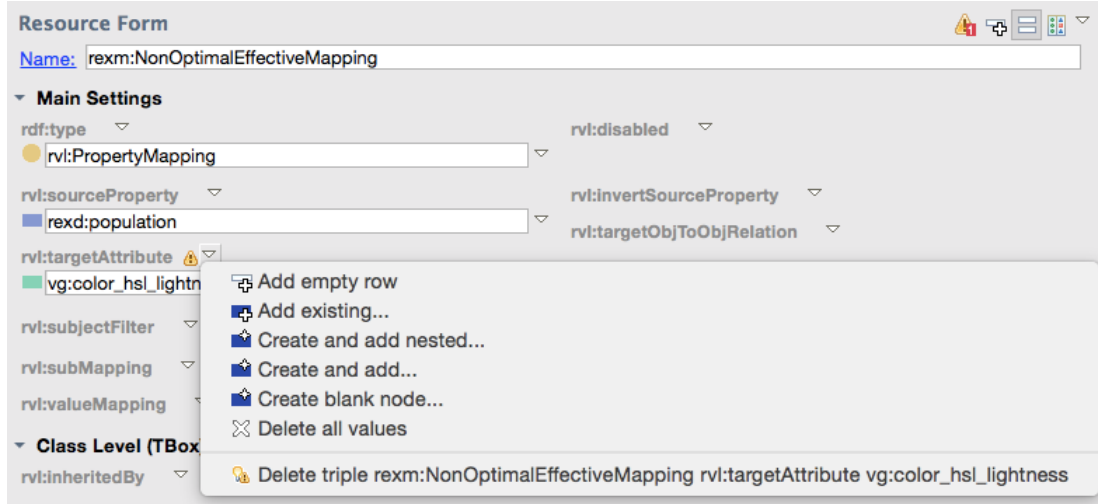 Resource Form
1
Name: rexm:NonOptimalEffectiveMapping
Main Settings
rdf:type
rvl:disabled
rvl:PropertyMapping
rvl:sourceProperty
rvl:invertSourceProperty
rexd:population
rvl:targetObjToObjRelation
rvl:targetAttribute
vg:color_hsl_lightn
Add empty row
Add existing...
rvl:subjectFilter
Create and add nested...
rvl:subMapping
Create and add...
rvl:valueMapping
Create blank node...
Delete all values
Class Level (TBox)
rvl:inheritedBy
Delete triple rexm:NonOptimalEffectiveMapping rvl:targetAttribute vg:color_hsl_lightness